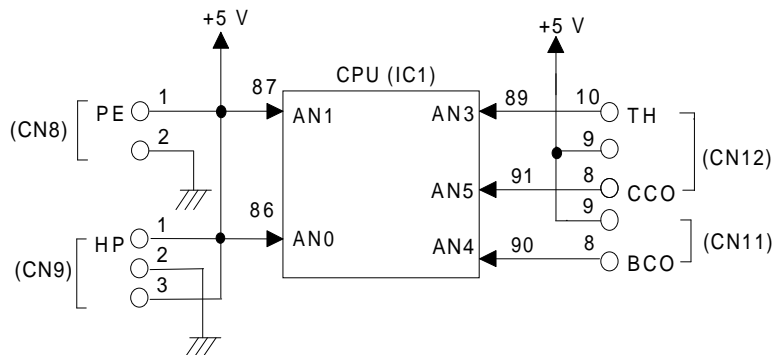 +5 V +5 V
CPU (IC1)
1 87 89 10
PE AN1 AN3 TH
(CN8) 2 9 (CN12)
91 8
AN5 CCO
1 86 9
HP AN0 90 8 (CN11)
(CN9) 2 AN4 BCO
3